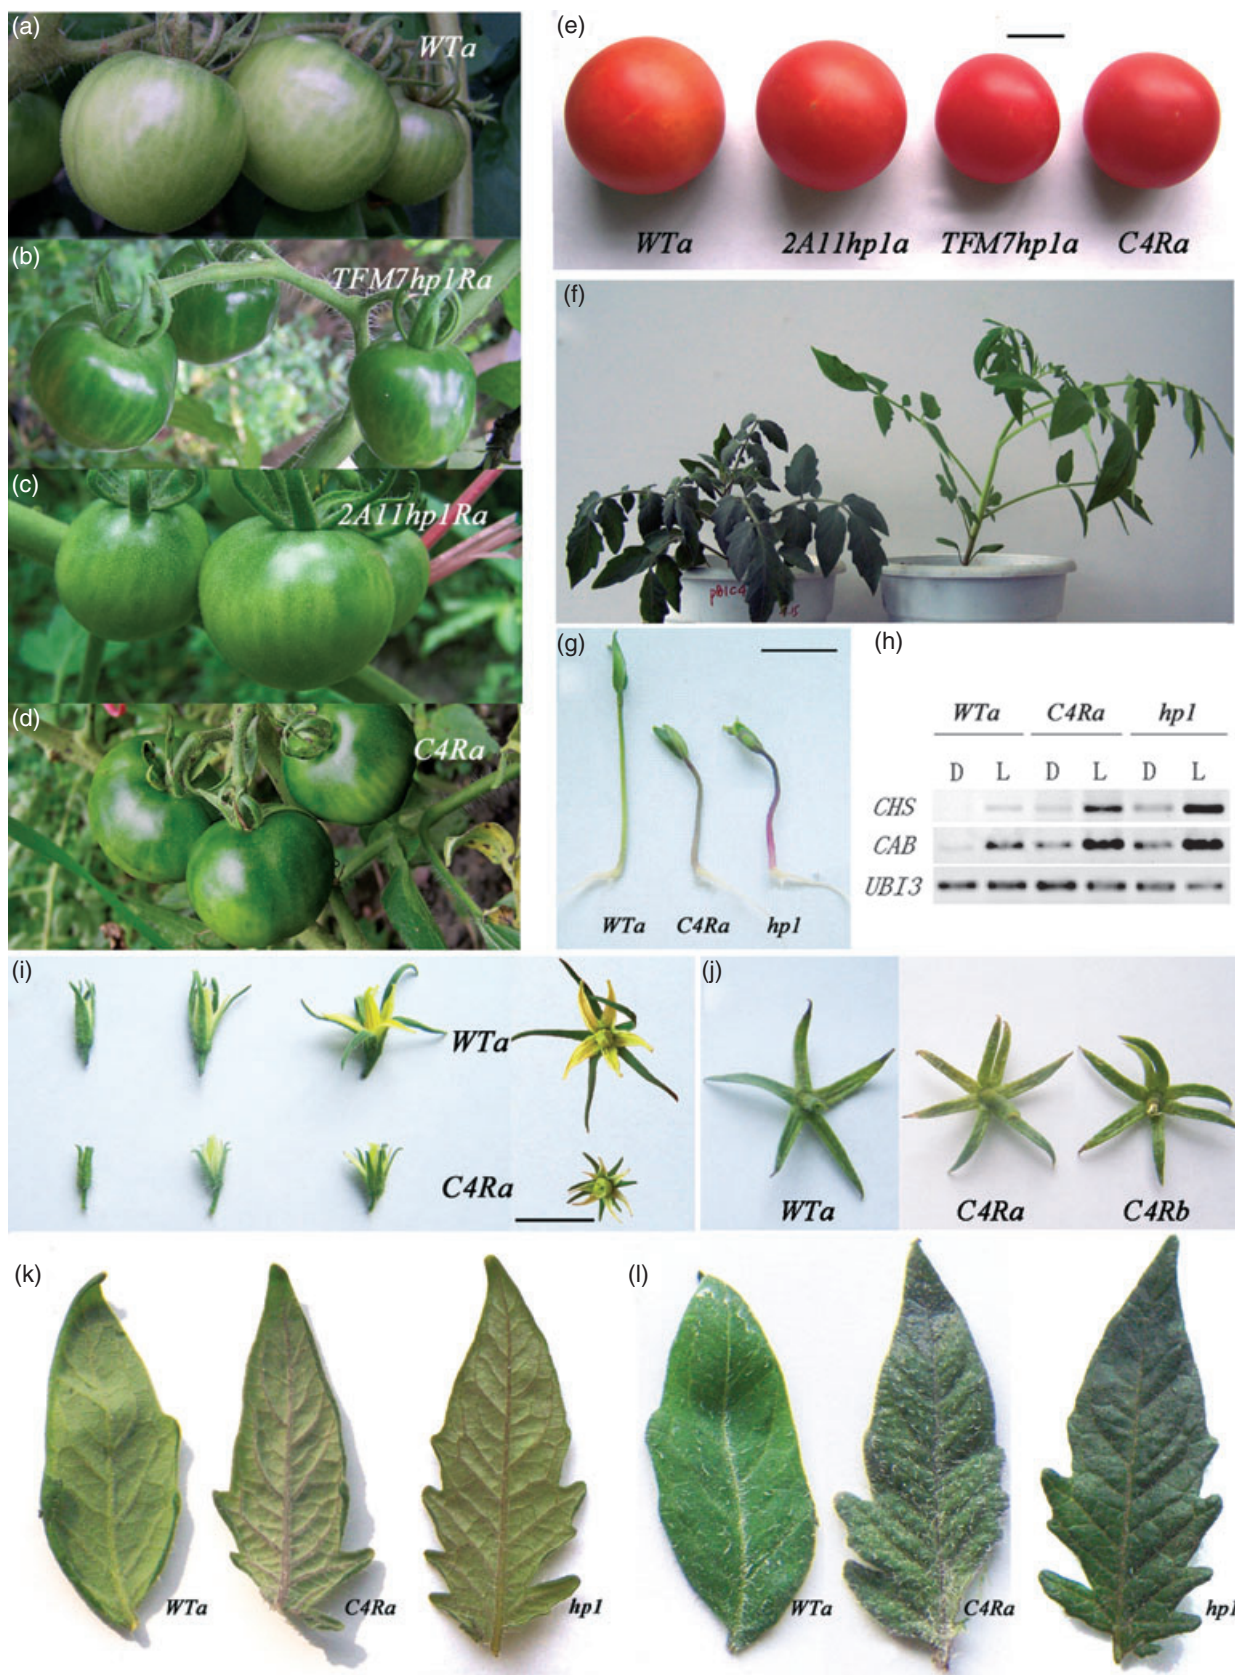 (a)
WTa
(b)
TFM7hp1Ra
(c)
2A11hp1Ra
(d)
C4Ra
(e)
WTa 2A11hp1a TFM7hp1a C4Ra
(f)
pBIC4
(g)
WTa C4Ra hp1
(h)
WTa C4Ra hp1
D L D L D L
CHS
CAB
UBI3
(i)
WTa
C4Ra
(j)
WTa C4Ra C4Rb
(k)
WTa C4Ra hp1
(l)
WTa C4Ra hp1